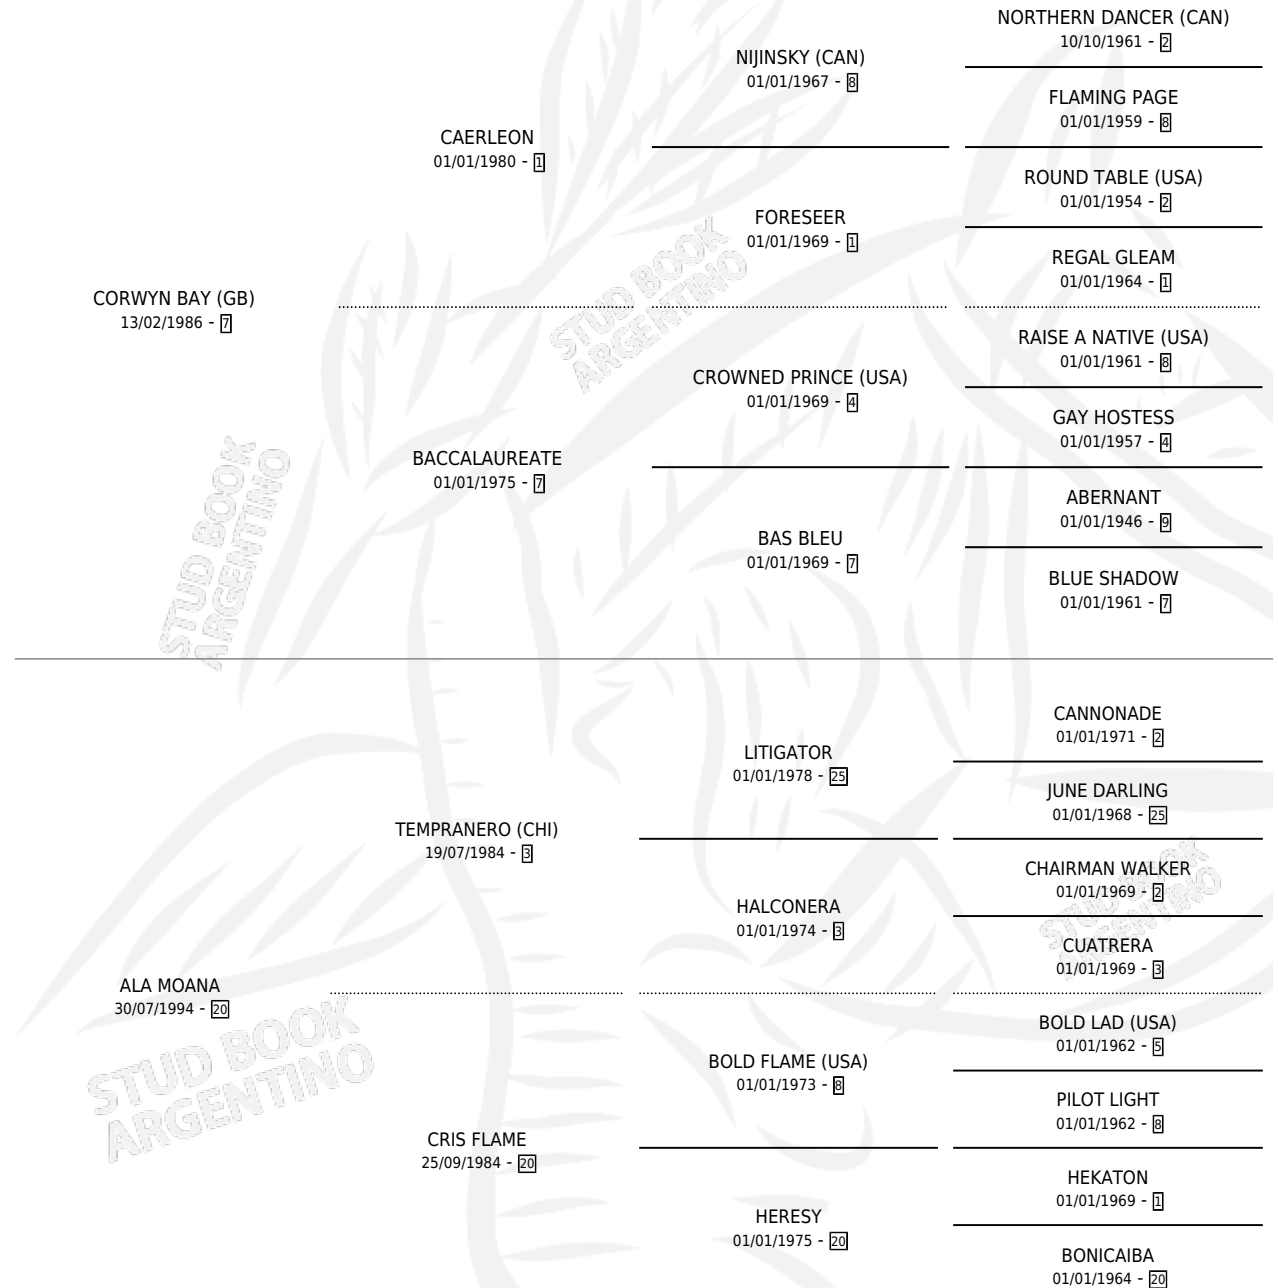 NORTHERN DANCER (CAN)
10/10/1961 - 2
NIJINSKY (CAN)
01/01/1967 - 8
FLAMING PAGE
01/01/1959 - 8
CAERLEON
01/01/1980 - 1
ROUND TABLE (USA)
01/01/1954 - 2
FORESEER
01/01/1969 - 1
REGAL GLEAM
01/01/1964 - 1
CORWYN BAY (GB)
13/02/1986 - 7
STUD BOOK
ARGENTINO
RAISE A NATIVE (USA)
01/01/1961 - 8
CROWNED PRINCE (USA)
01/01/1969 - 4
GAY HOSTESS
01/01/1957 - 4
BACCALAUREATE
01/01/1975 - 7
ABERNANT
01/01/1946 - 9
BAS BLEU
01/01/1969 - 7
BLUE SHADOW
01/01/1961 - 7
STUD BOOK
ARGENTINO
CANNONADE
01/01/1971 - 2
LITIGATOR
01/01/1978 - 25
JUNE DARLING
01/01/1968 - 25
TEMPRANERO (CHI)
19/07/1984 - 3
CHAIRMAN WALKER
01/01/1969 - 2
HALCONERA
01/01/1974 - 3
STUD BOOK
ARGENTINO
CUATRERA
01/01/1969 - 3
ALA MOANA
30/07/1994 - 20
BOLD LAD (USA)
01/01/1962 - 5
BOLD FLAME (USA)
01/01/1973 - 8
STUD BOOK
ARGENTINO
PILOT LIGHT
01/01/1962 - 8
CRIS FLAME
25/09/1984 - 20
HEKATON
01/01/1969 - 1
HERESY
01/01/1975 - 20
BONICAIBA
01/01/1964 - 20